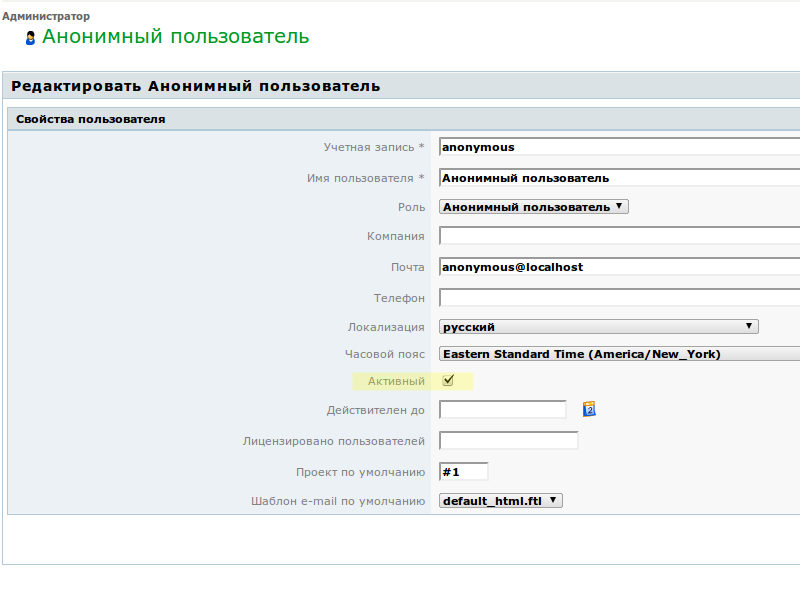 Администратор
Анонимный пользователь
Редактировать Анонимный пользователь
Свойства пользователя
Учетная запись * anonymous
Имя пользователя * Анонимный пользователь
Роль Анонимный пользователь
Компания
Почта anonymous@localhost
Телефон
Локализация русский
Часовой пояс Eastern Standard Time (America/New_York)
Активный
Действителен до
Лицензировано пользователей
Проект по умолчанию #1
Шаблон e-mail по умолчанию default_html.ftl